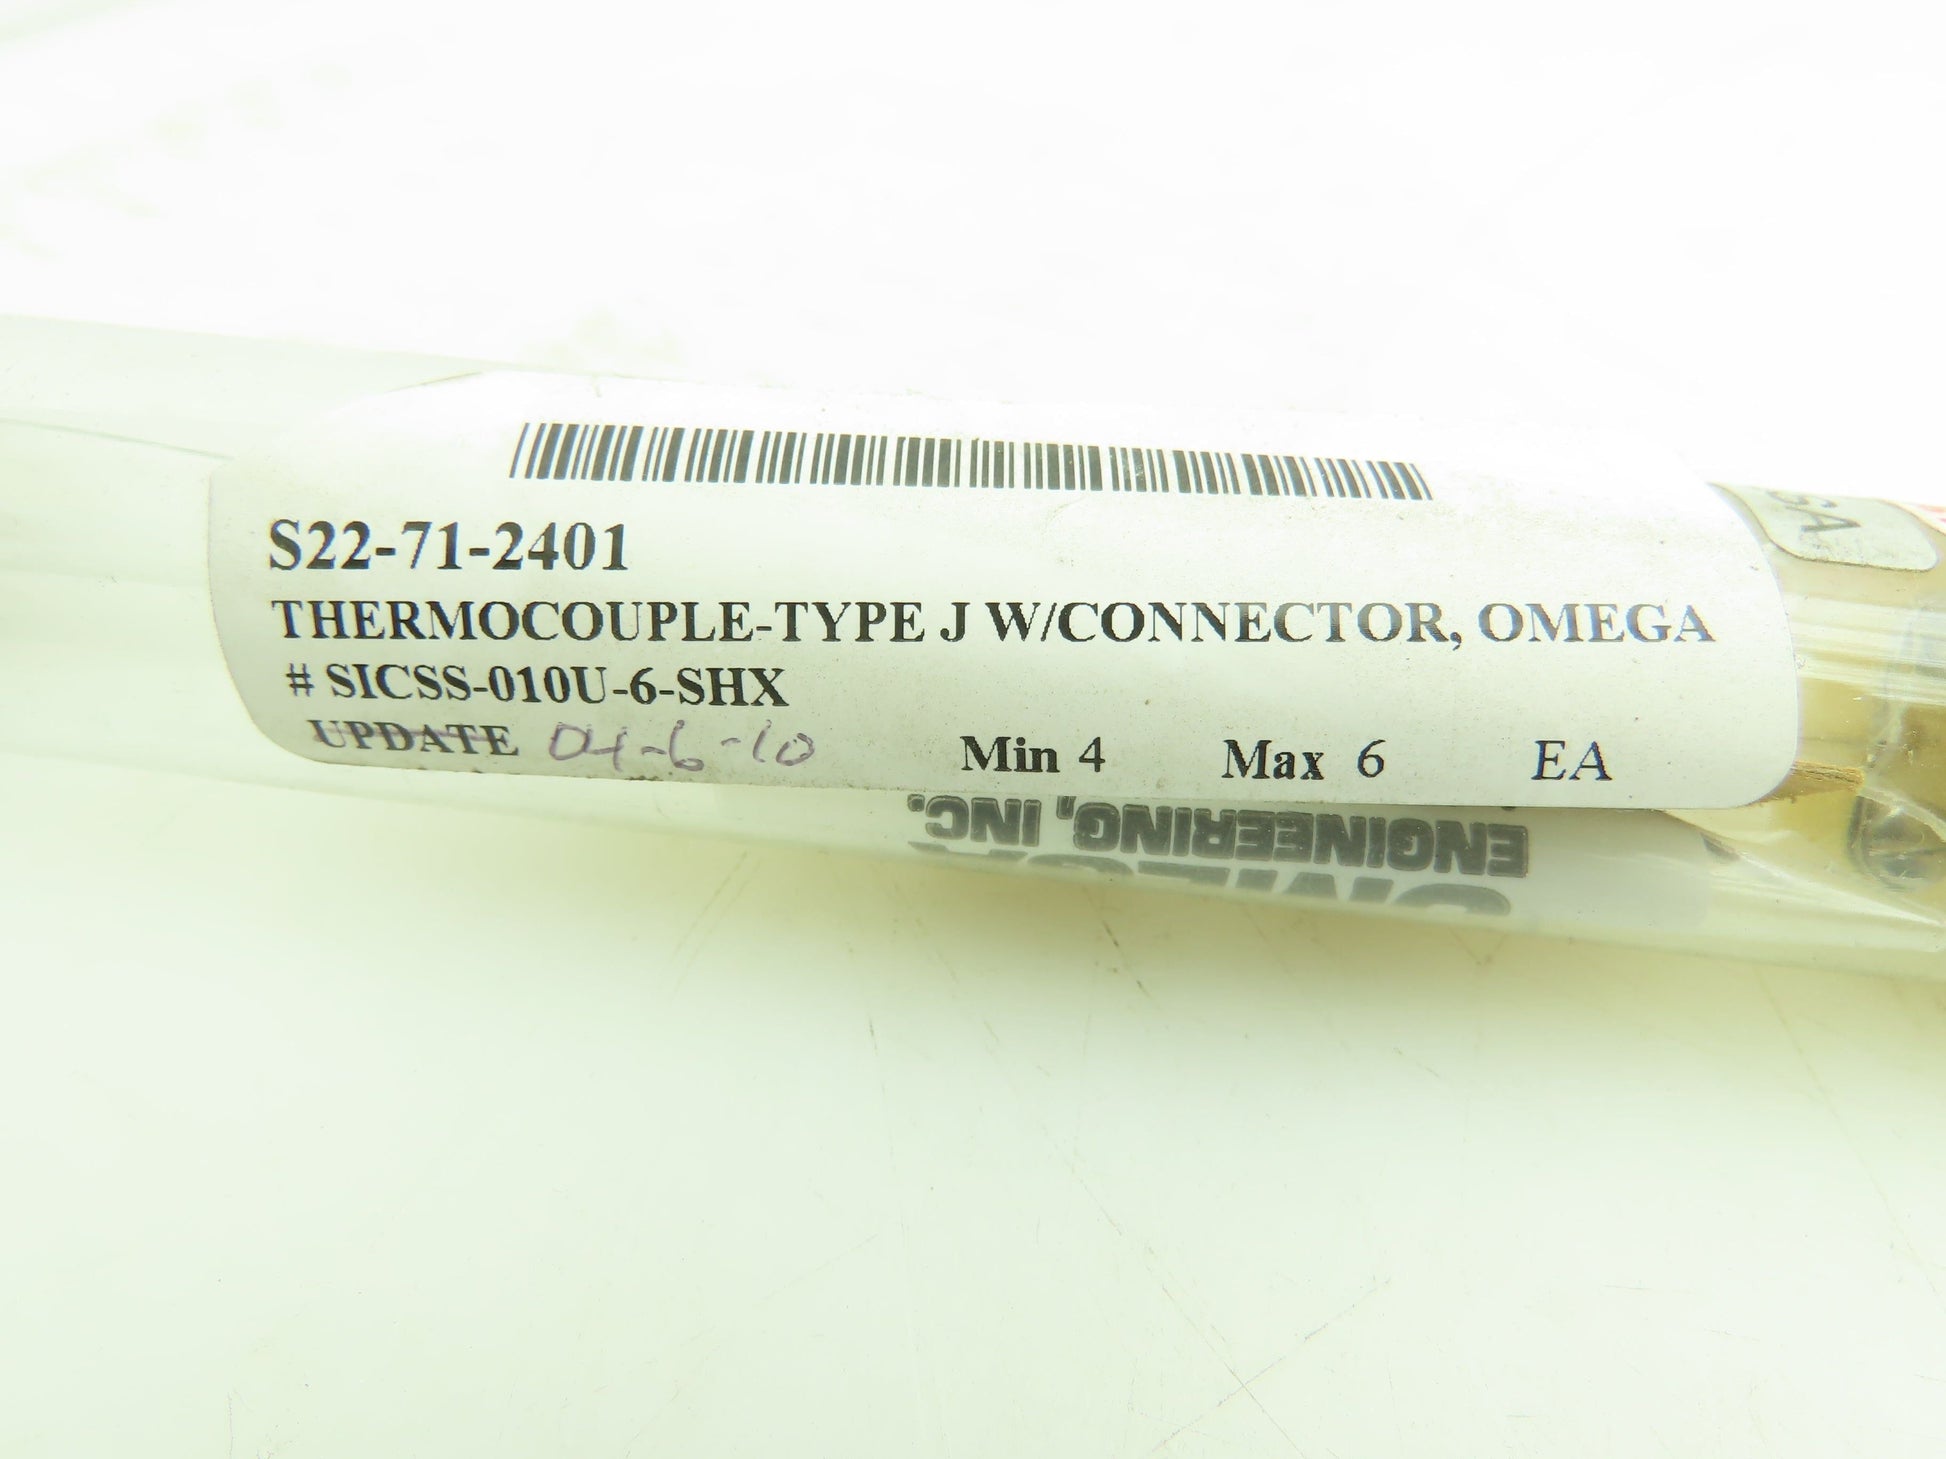 S22-71-2401
THERMOCOUPLE-TYPE J W/CONNECTOR, OMEGA
# SICSS-010U-6-SHX
UPDATE 04-6-10 Min 4 Max 6 EA
ENGINEERING, INC.